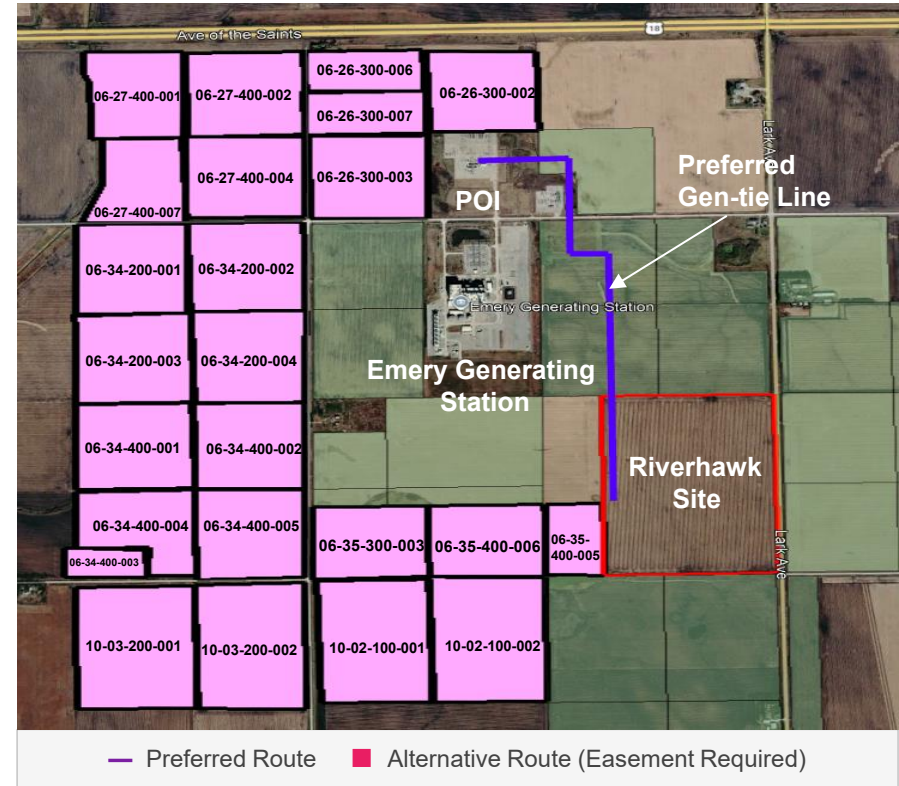 Ave of the Saints
18
06-27-400-001
06-27-400-002
06-26-300-006
06-26-300-007
06-26-300-002
06-27-400-004
06-26-300-003
06-27-400-007
Lark Ave
POI
Preferred
Gen-tie Line
06-34-200-001
06-34-200-002
Emery Generating Station
06-34-200-003
06-34-200-004
Emery Generating
Station
06-34-400-001
06-34-400-002
Riverhawk
Site
06-34-400-004
06-34-400-005
06-34-400-003
06-35-300-003
06-35-400-006
06-35-
400-005
Lark Ave
10-03-200-001
10-03-200-002
10-02-100-001
10-02-100-002
Preferred Route
Alternative Route (Easement Required)